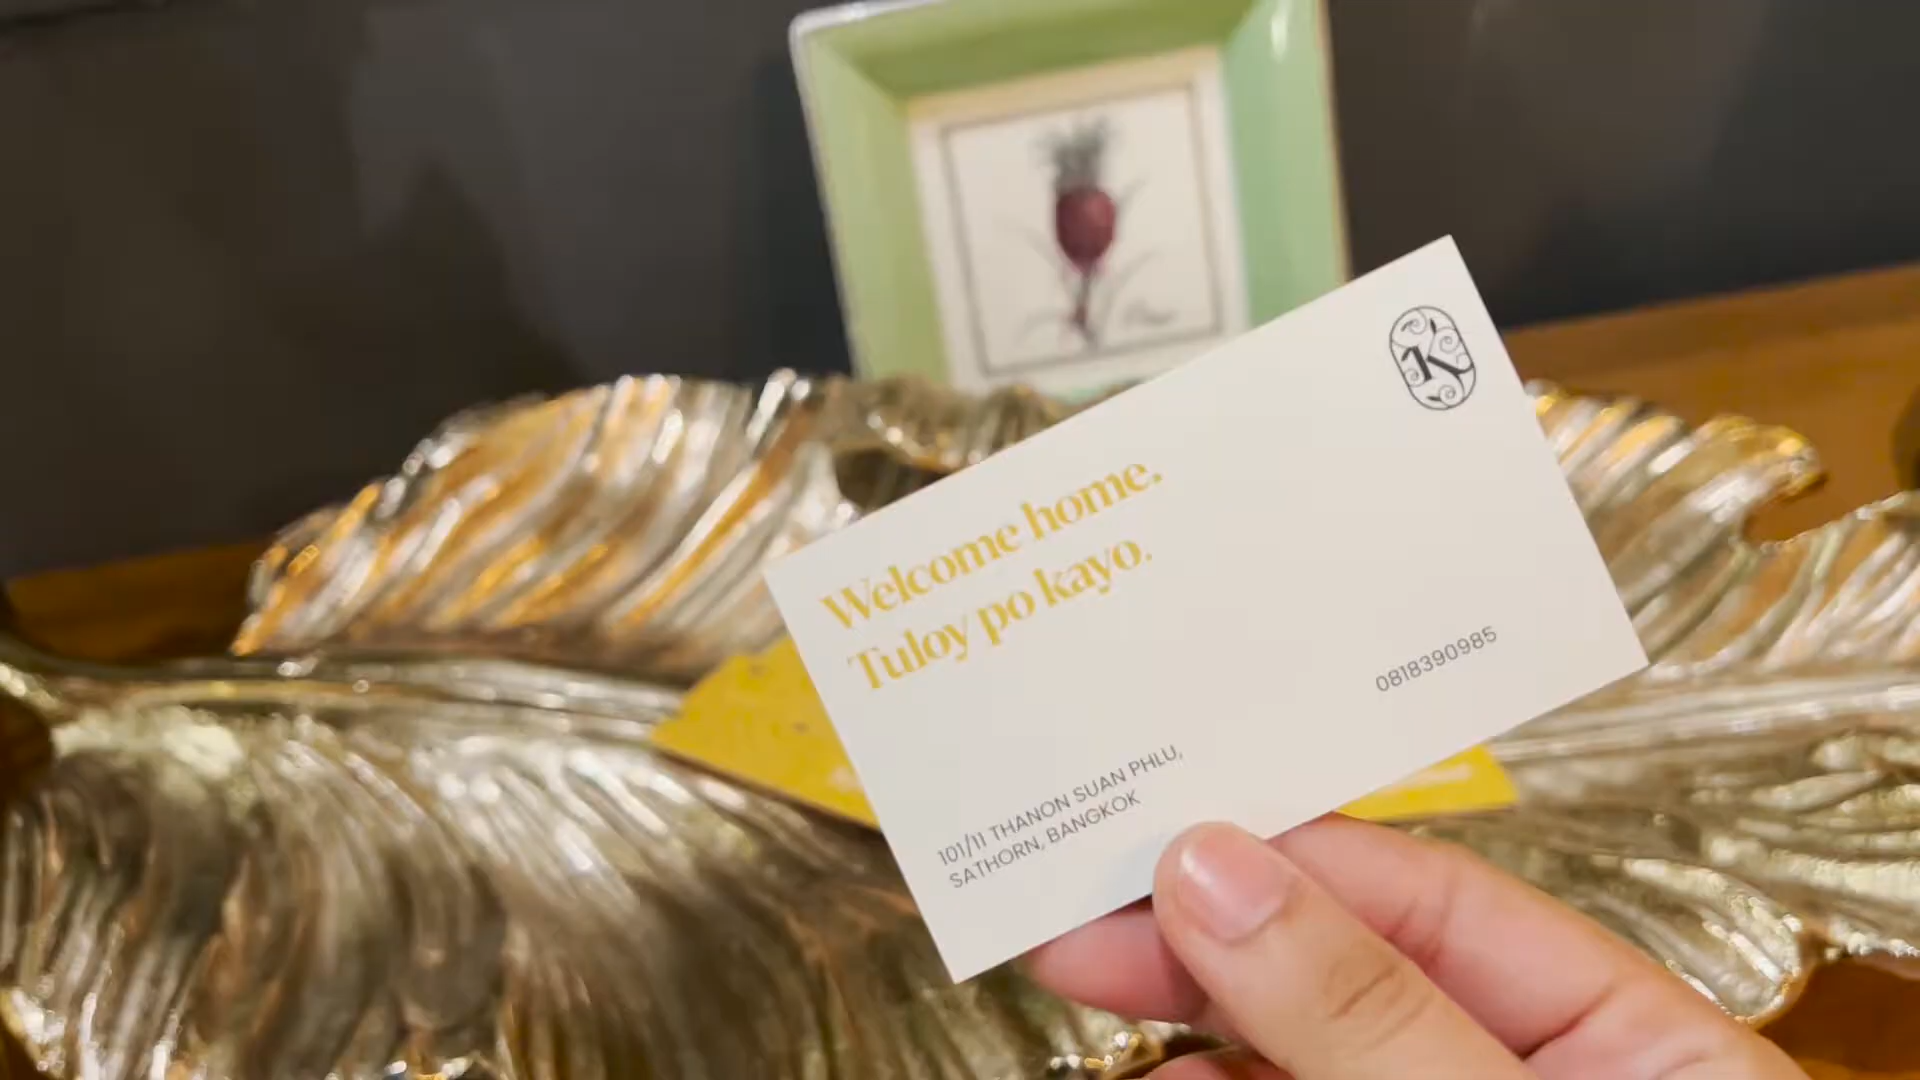 K
Welcome home.
Tuloy po kayo.
0818390985
101/11 THANON SUAN PHLU,
SATHORN, BANGKOK